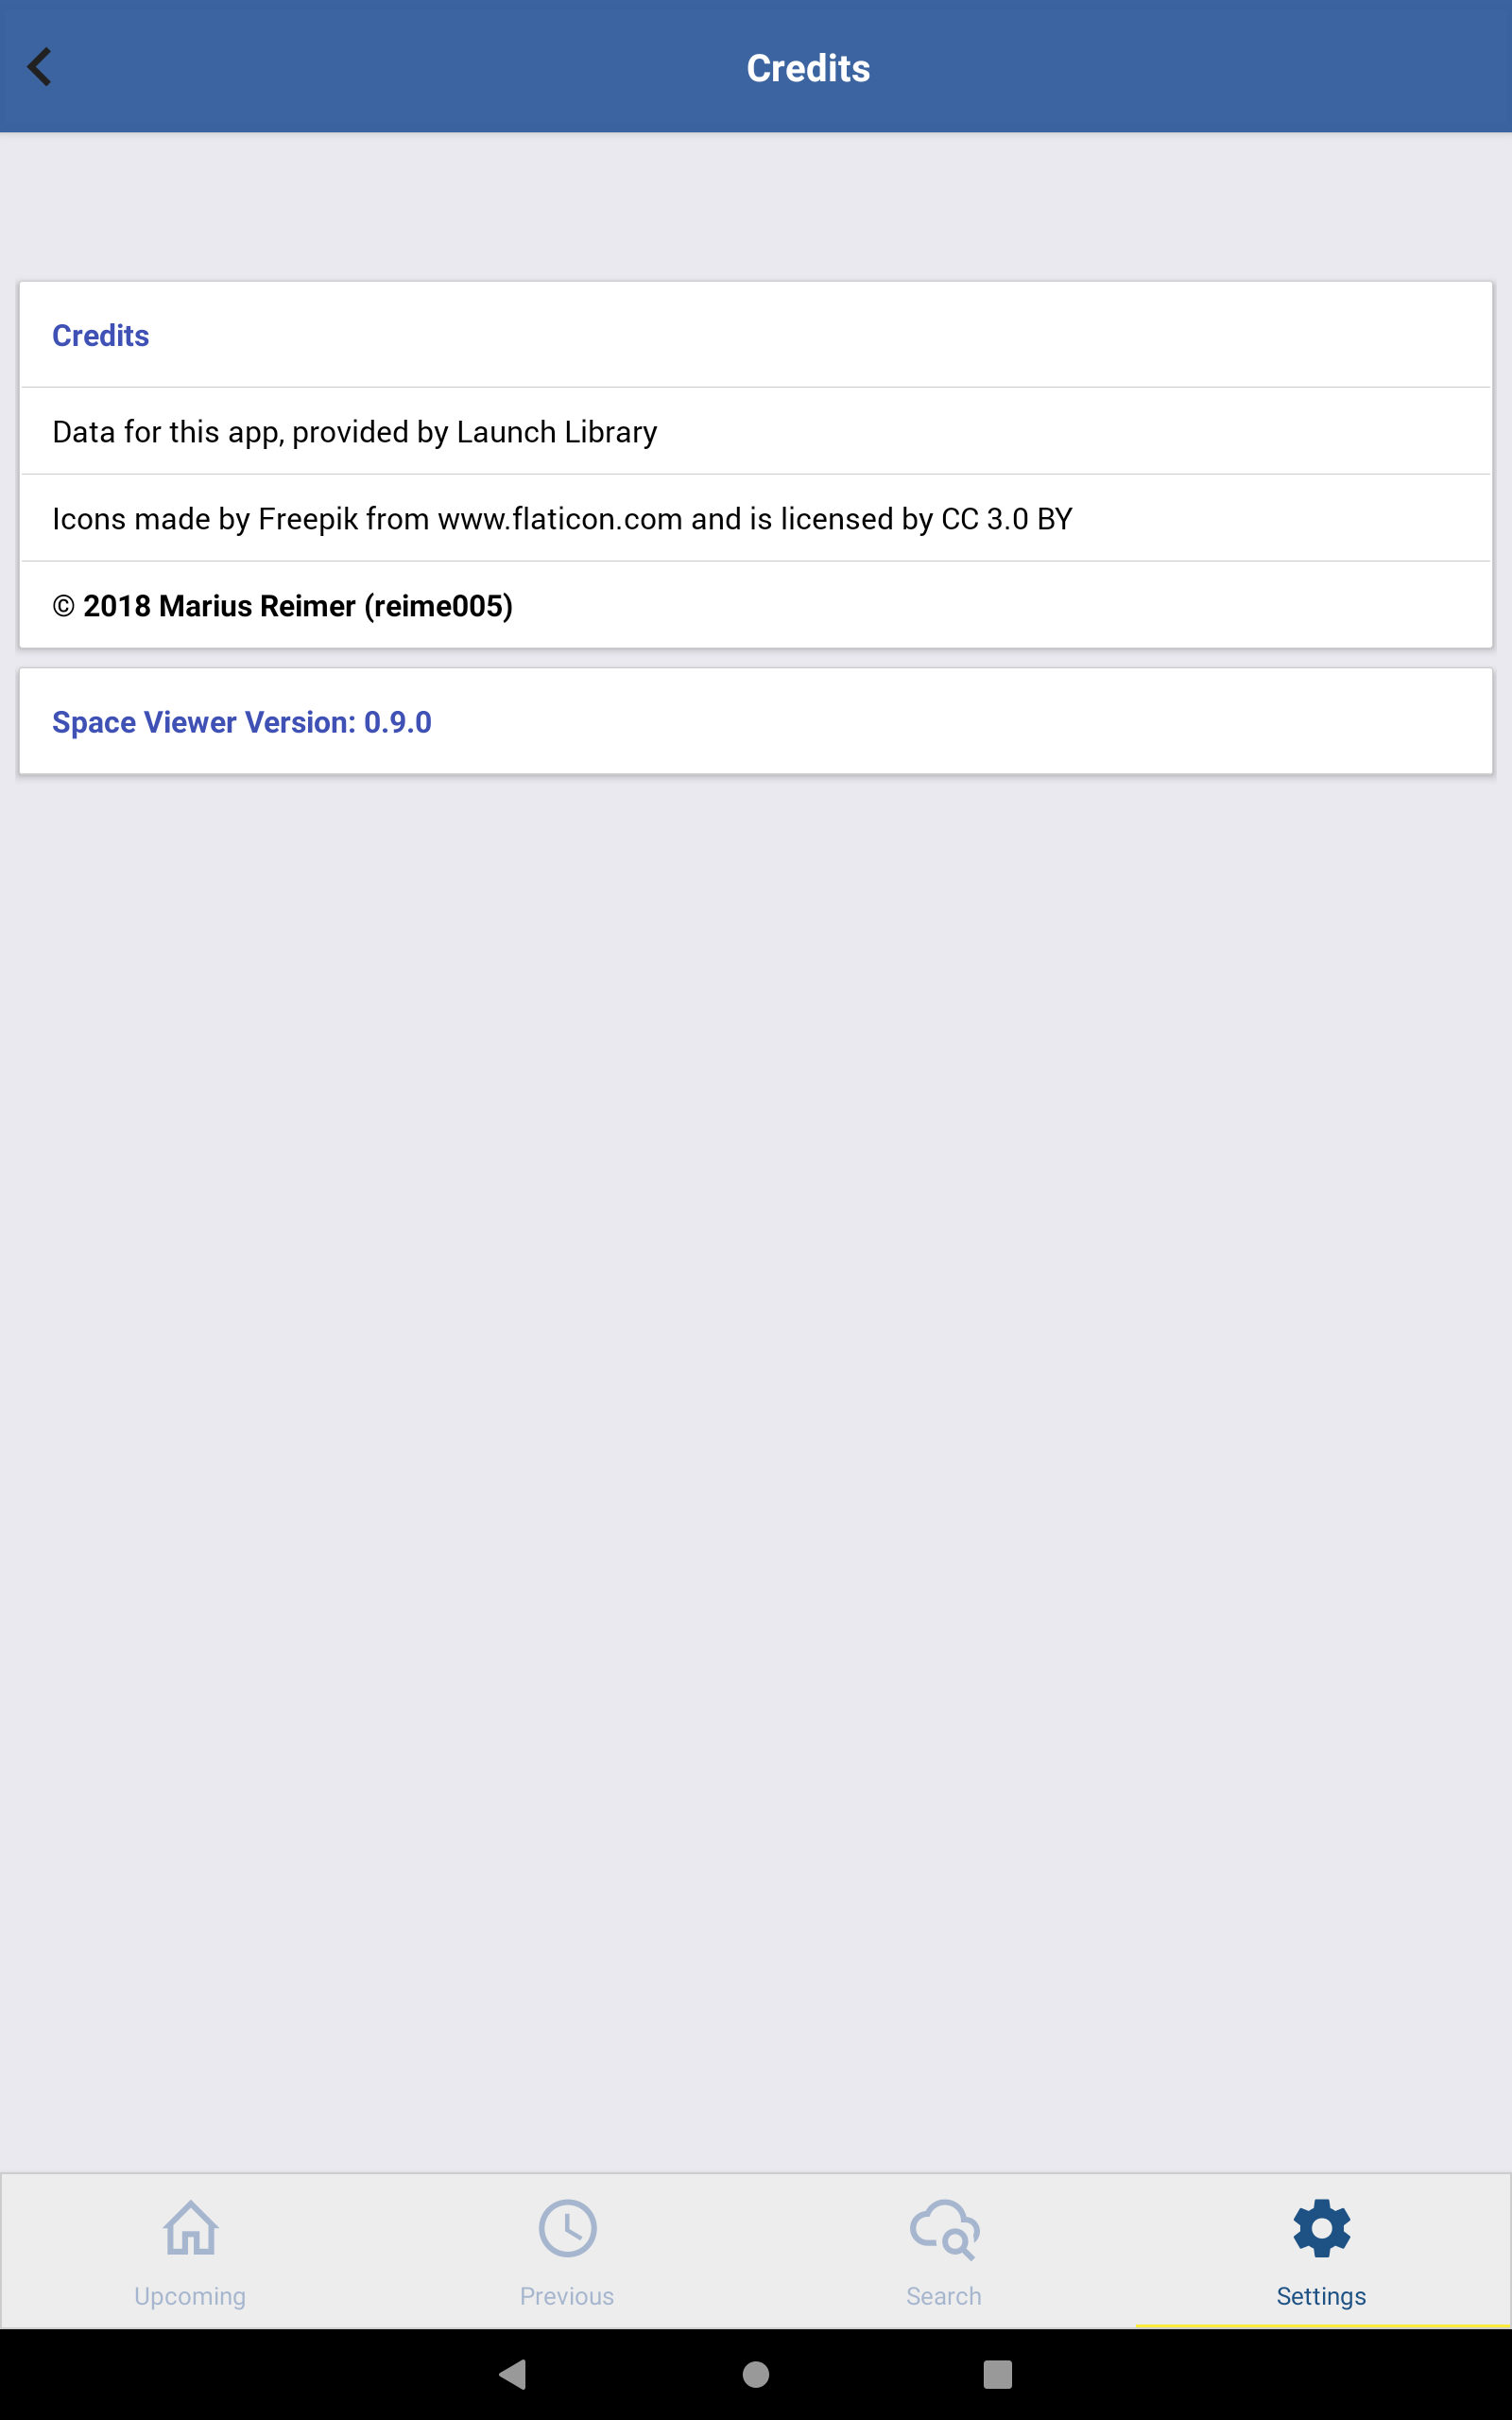 Credits
Credits
Data for this app, provided by Launch Library
Icons made by Freepik from www.flaticon.com and is licensed by CC 3.0 BY
© 2018 Marius Reimer (reime005)
Space Viewer Version: 0.9.0
Upcoming
Previous
Search
Settings